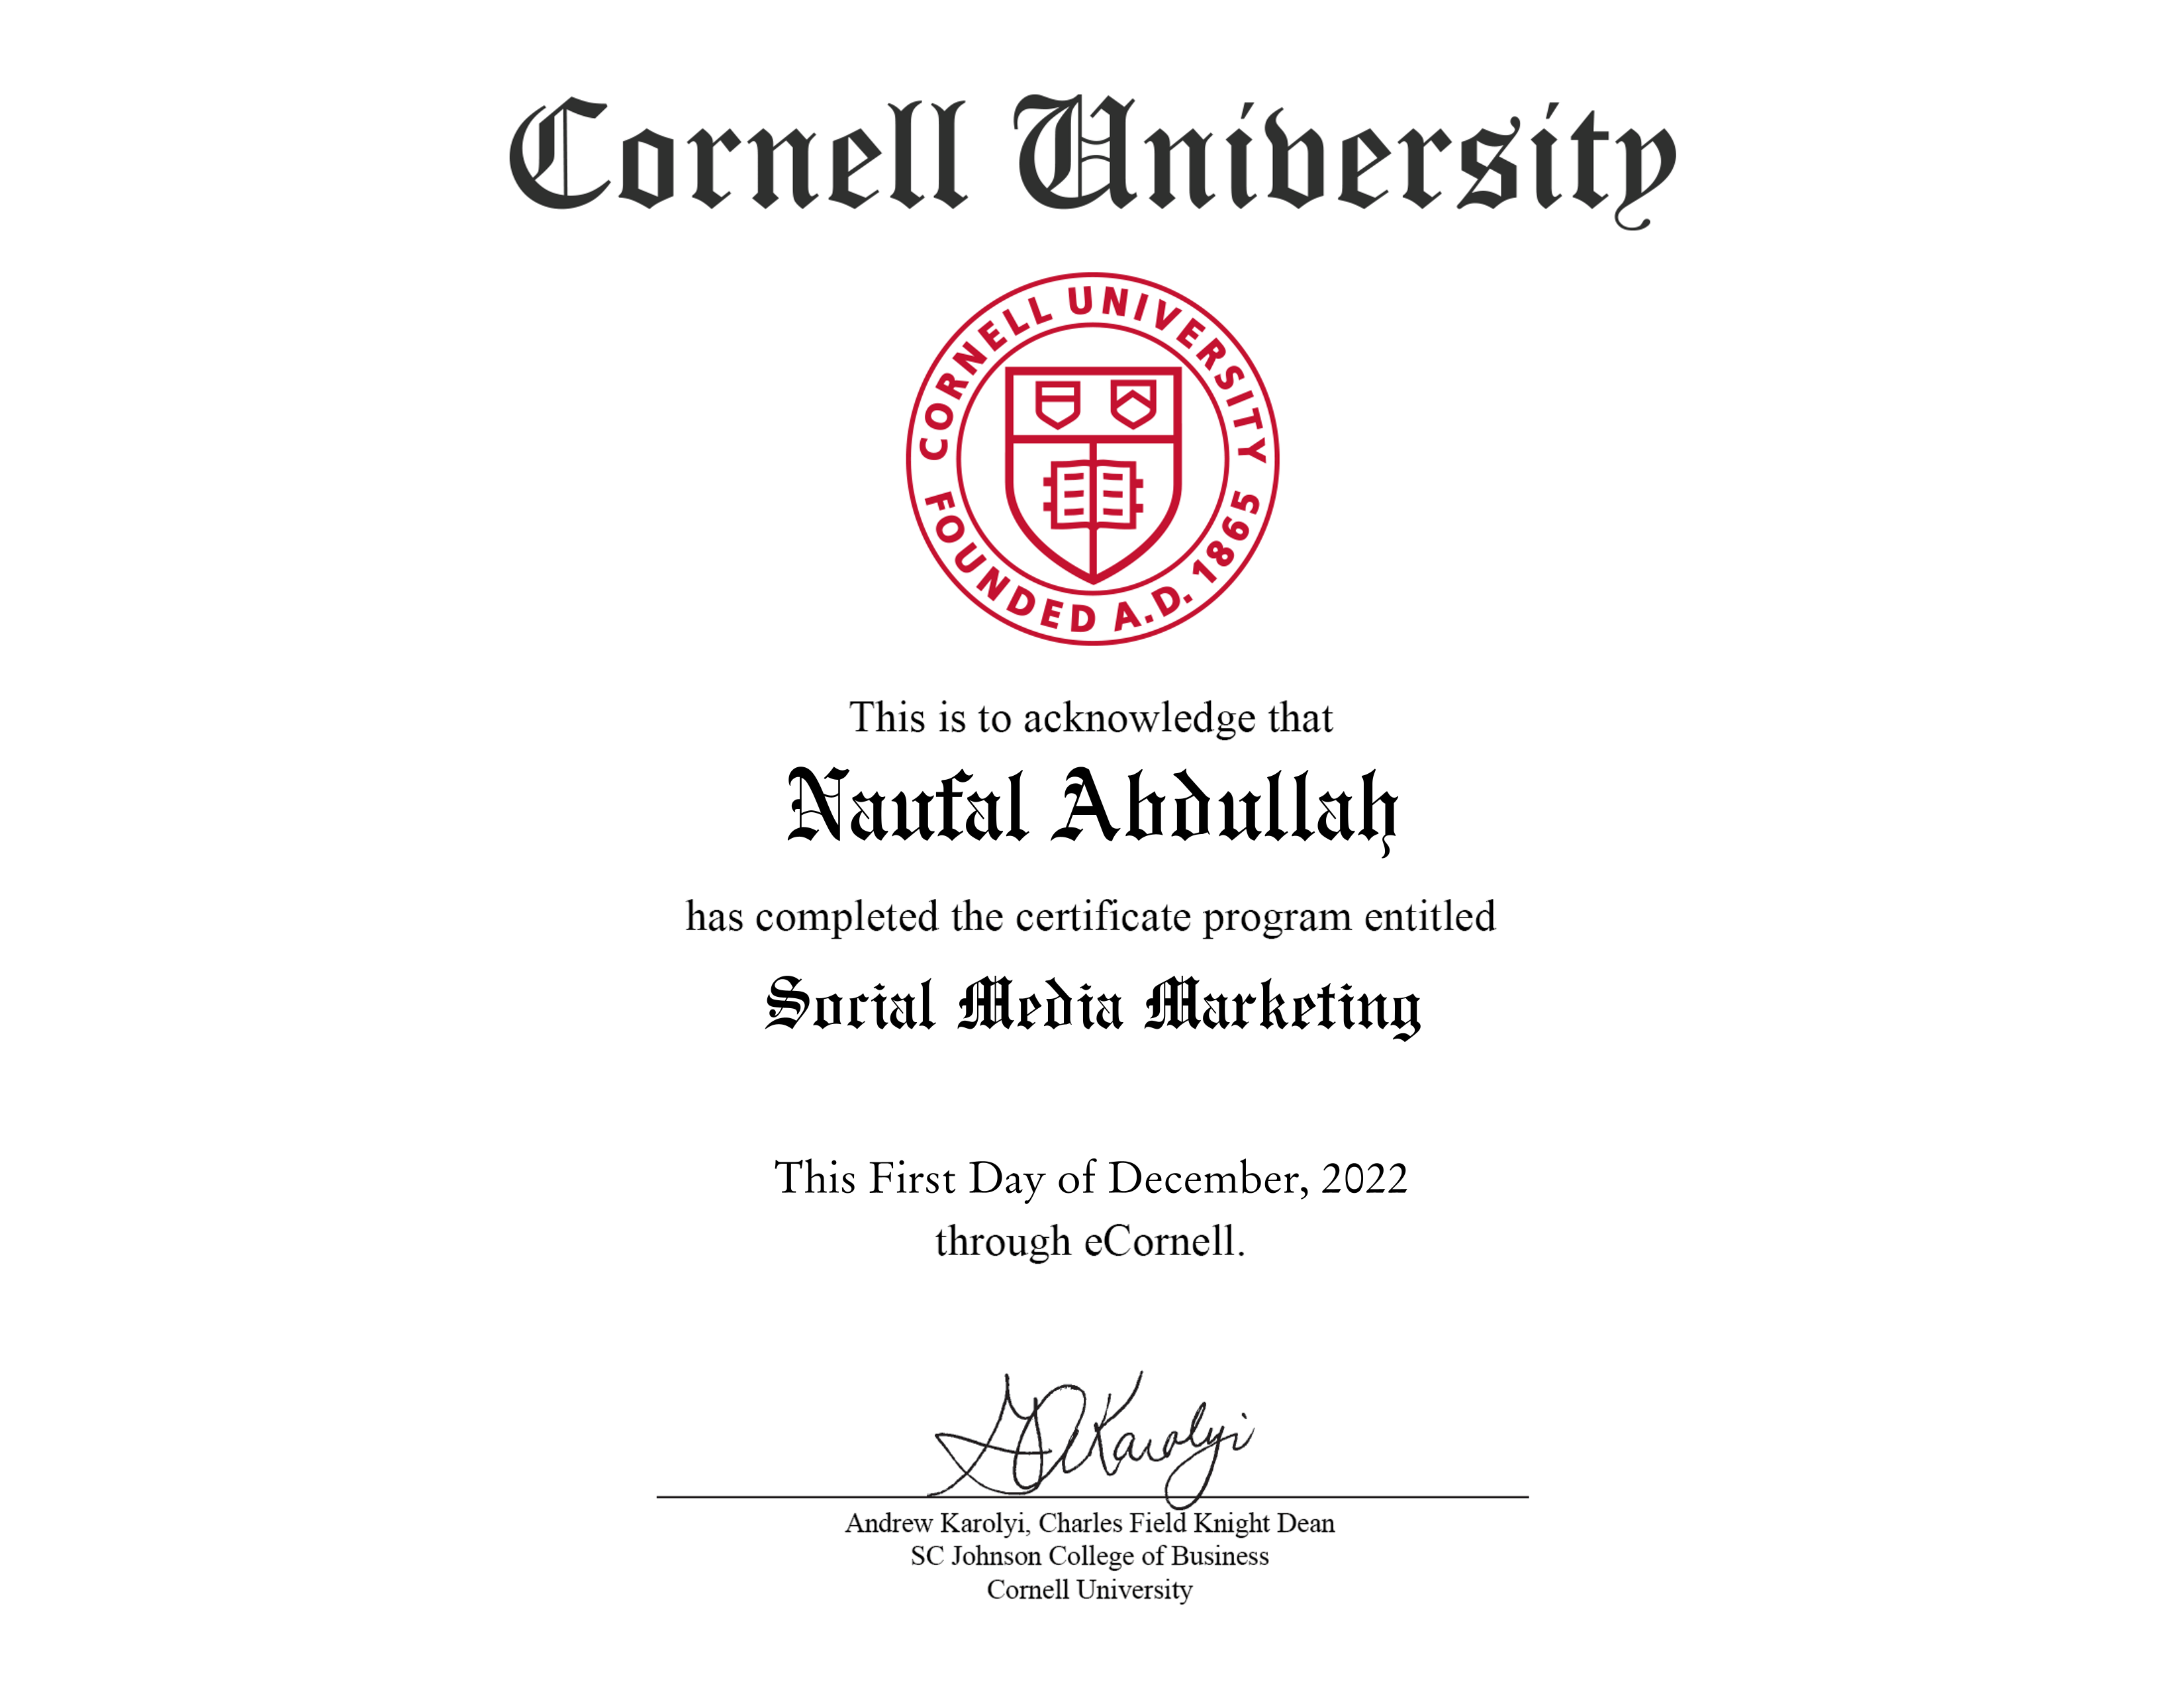 Cornell University
CORNELL UNIVERSITY
FOUNDED A.D. 1865
This is to acknowledge that
Naufal Abdullah
has completed the certificate program entitled
Social Media Marketing
This First Day of December, 2022
through eCornell.
Andrew Karolyi, Charles Field Knight Dean
SC Johnson College of Business
Cornell University